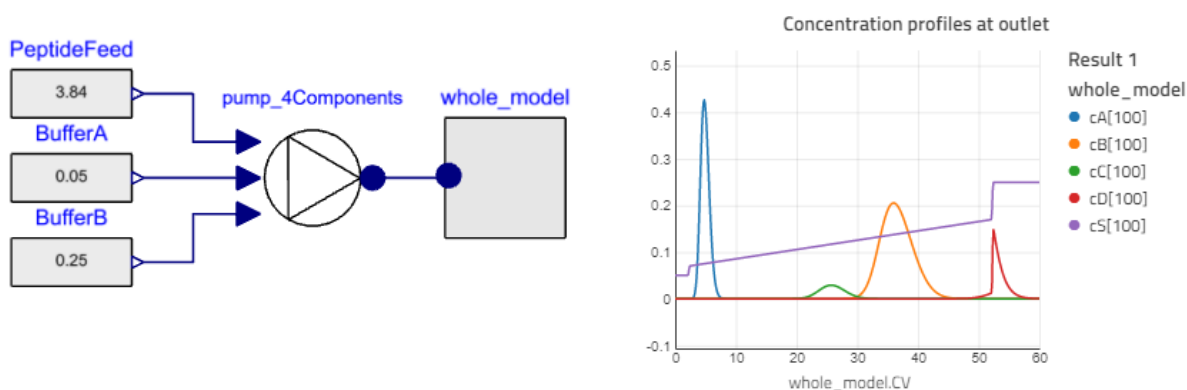 PeptideFeed
3.84
pump_4Components
whole_model
BufferA
0.05
BufferB
0.25
Concentration profiles at outlet
0.5
0.4
0.3
0.2
0.1
0
-0.1
0
10
20
30
40
50
60
whole_model.CV
Result 1
whole_model
cA[100]
cB[100]
cC[100]
cD[100]
cS[100]